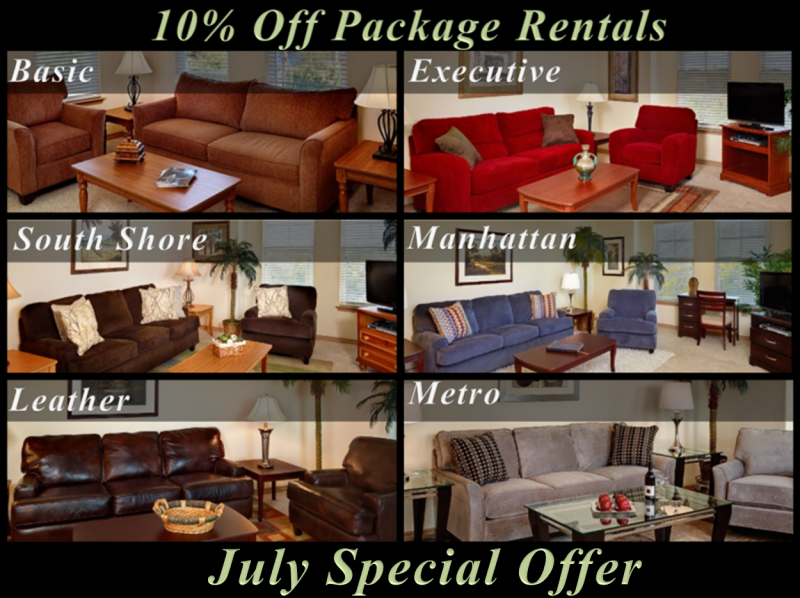 10% Off Package Rentals
Basic
Executive
South Shore
Manhattan
Leather
Metro
July Special Offer